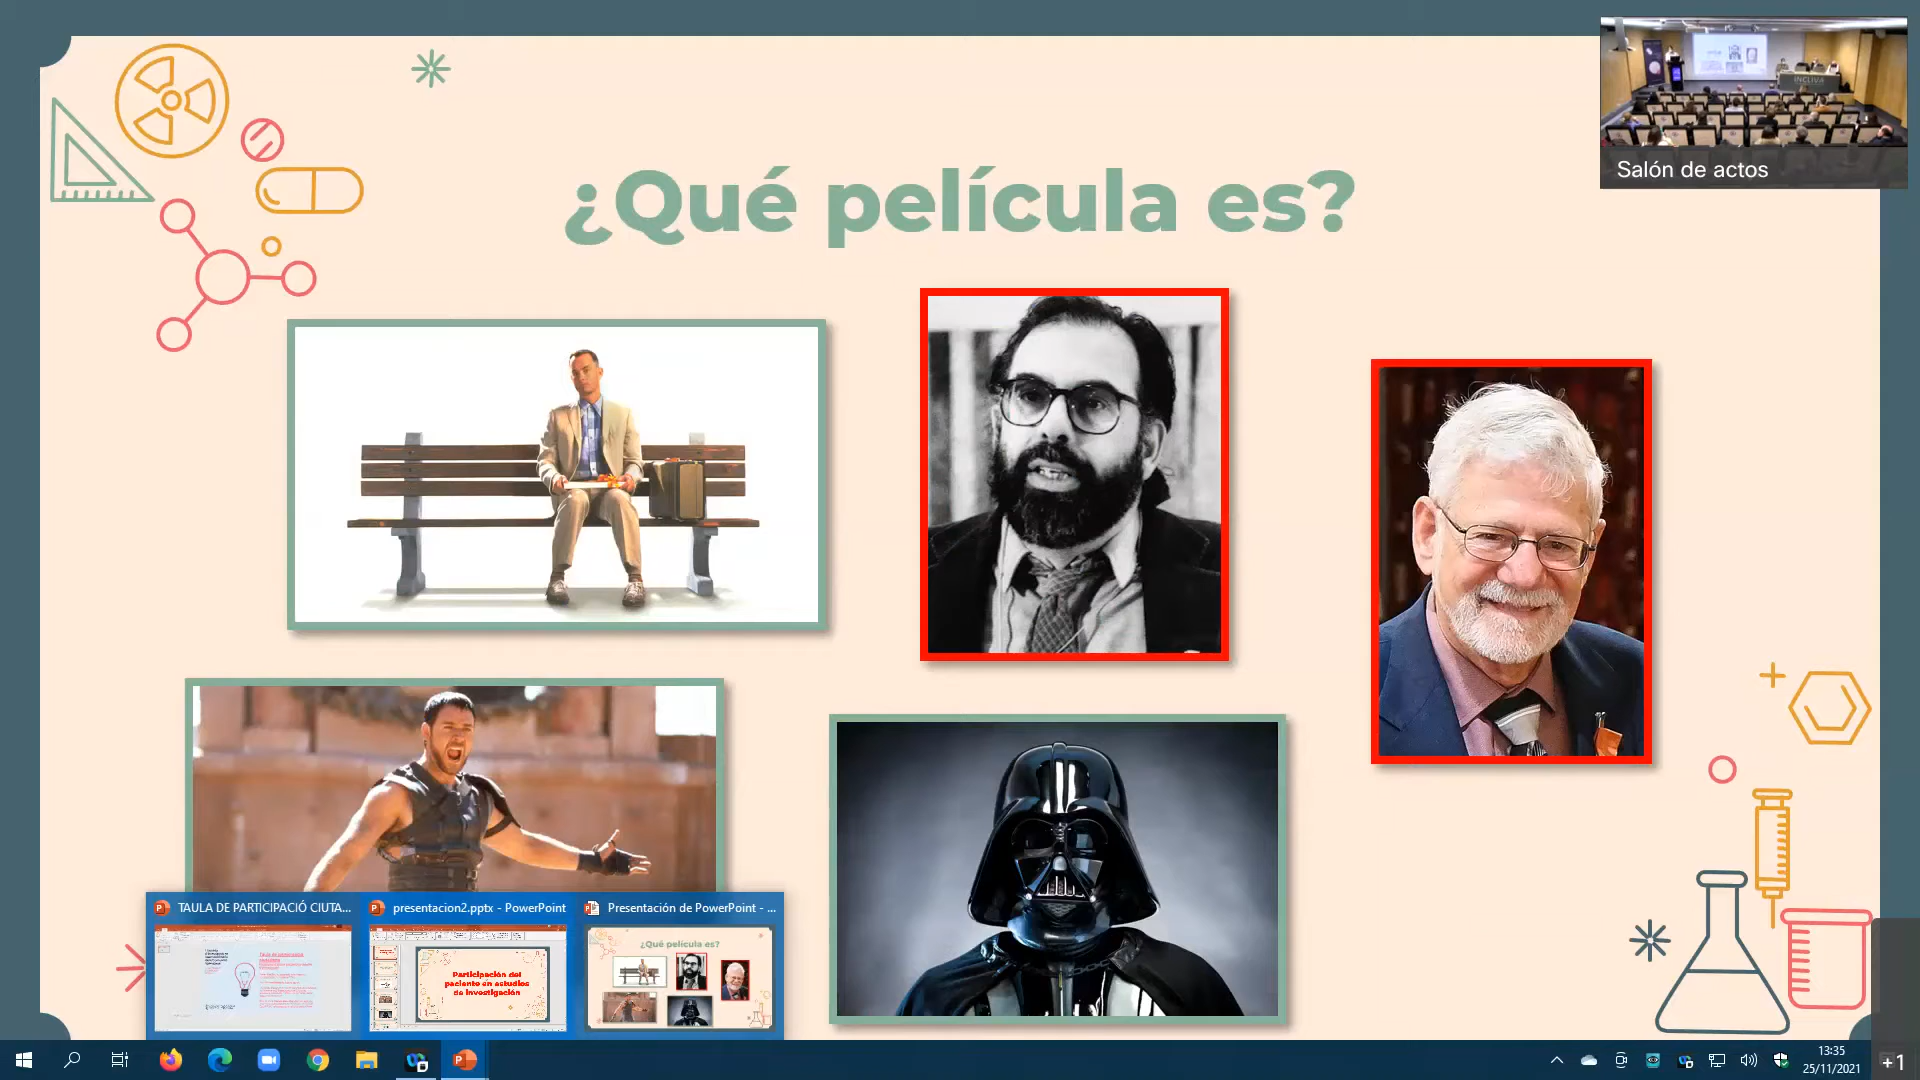 ¿Qué película es?
INCLIVA
Salón de actos
TAULA DE PARTICIPACIÓ CIUTA...
presentacion2.pptx - PowerPoint
Presentación de PowerPoint - ...
Participación del
paciente en estudios
de investigación
¿Qué película es?
13:35
25/11/2021
+1